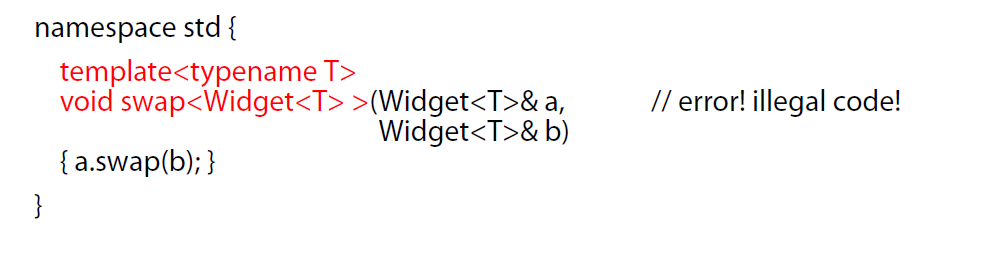 namespace std {
template<typename T>
void swap<Widget<T> >(Widget<T>& a, // error! illegal code!
Widget<T>& b)
{ a.swap(b); }
}